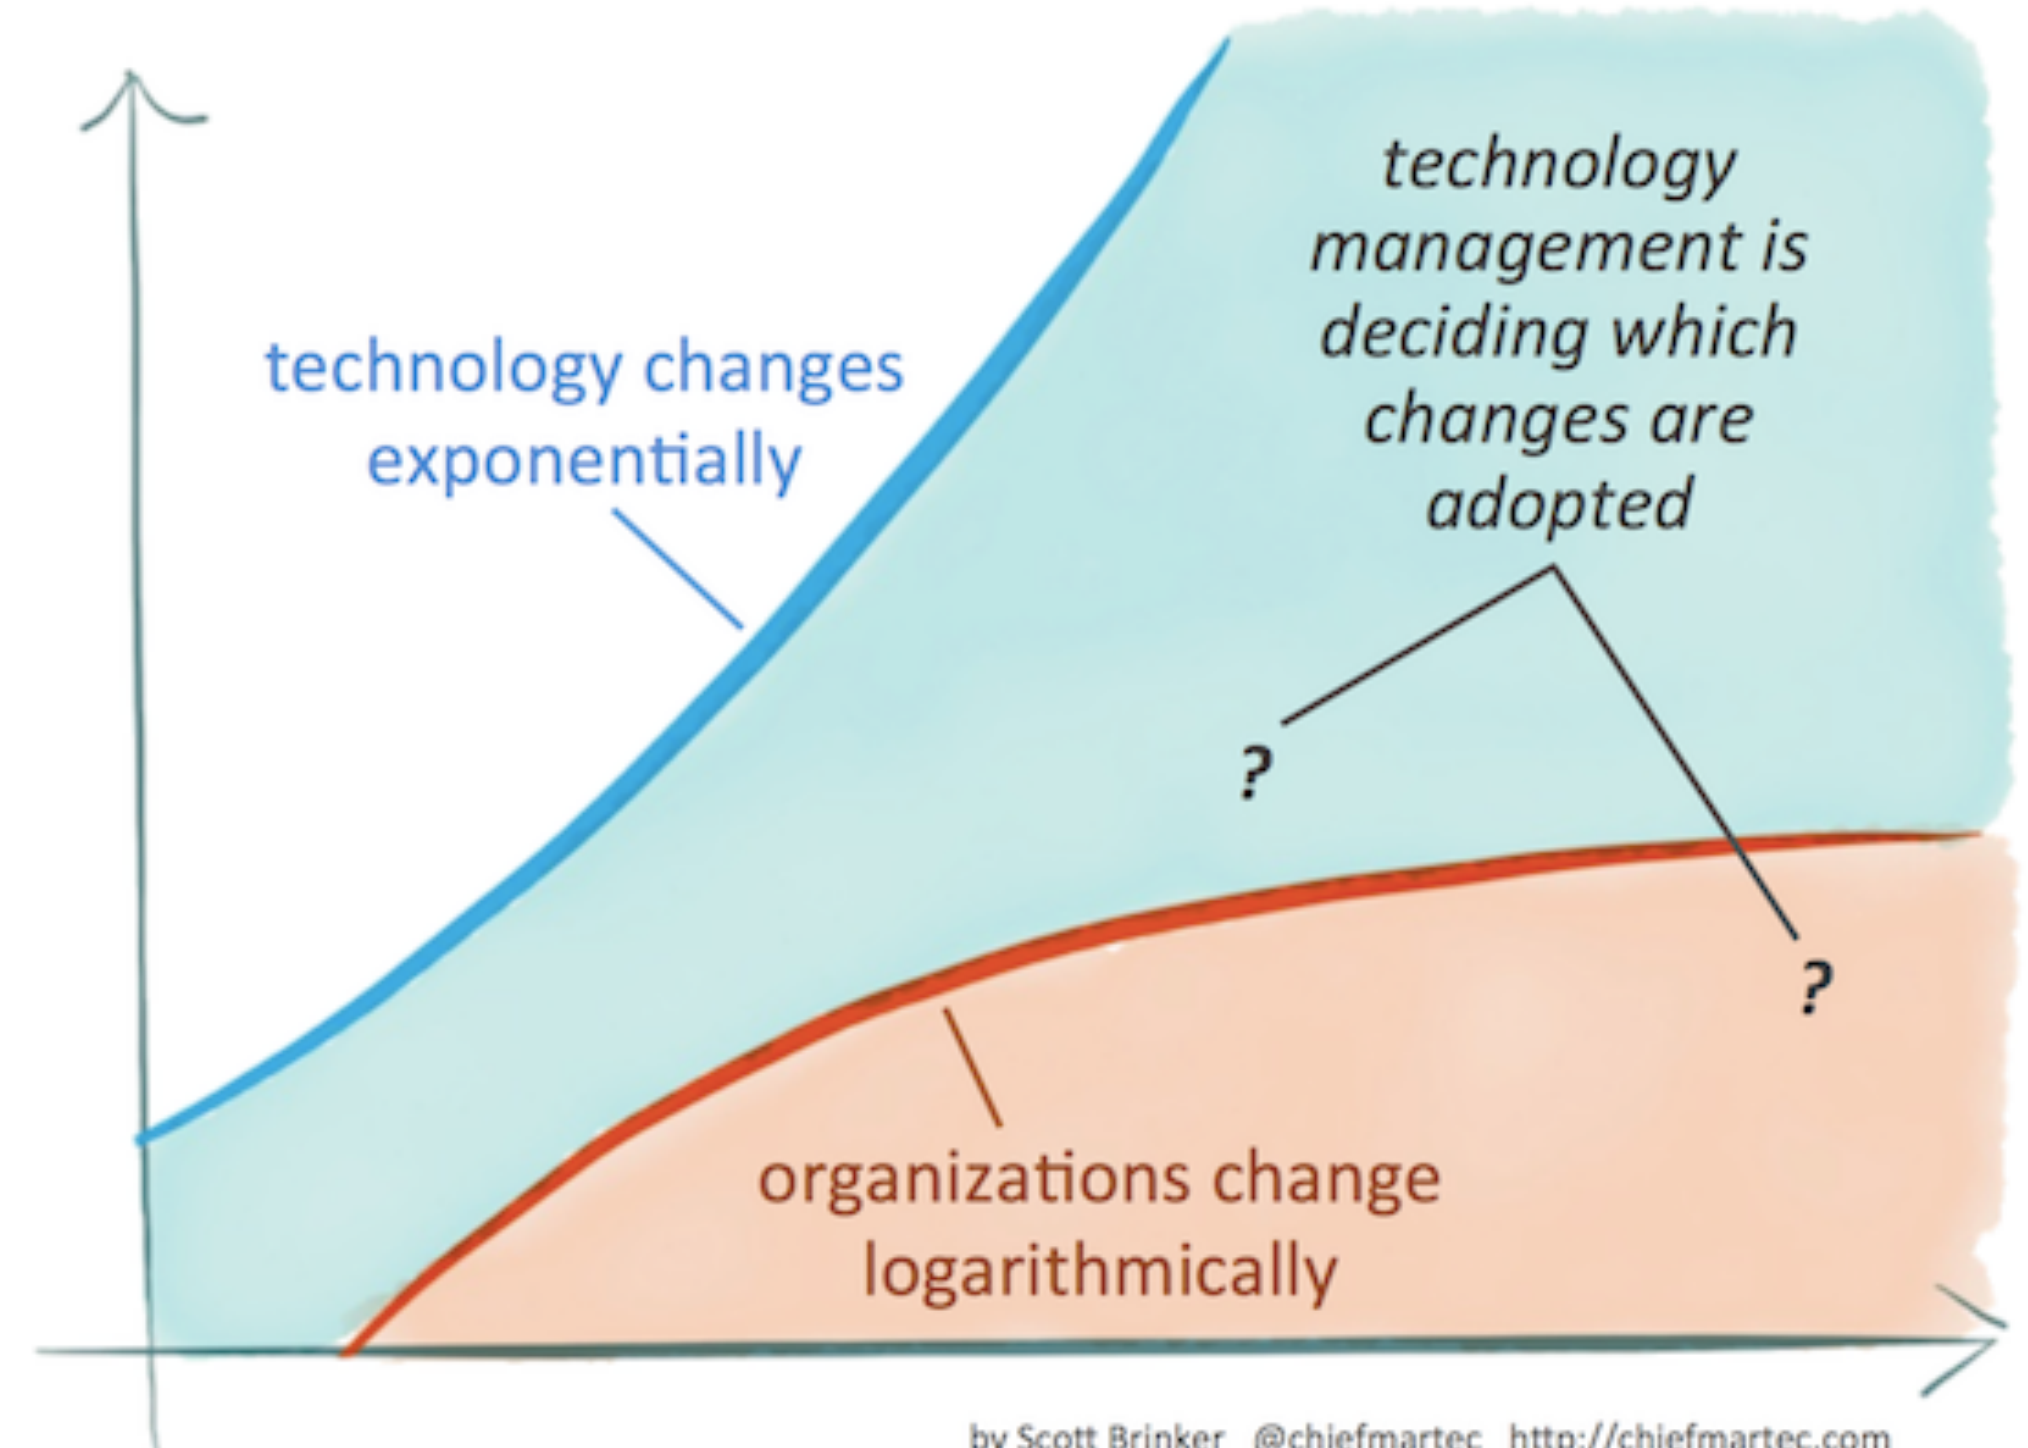 technology changes
exponentially
technology
management is
deciding which
changes are
adopted
?
?
organizations change
logarithmically
by Scott Brinker @chiefmartec http://chiefmartec.com